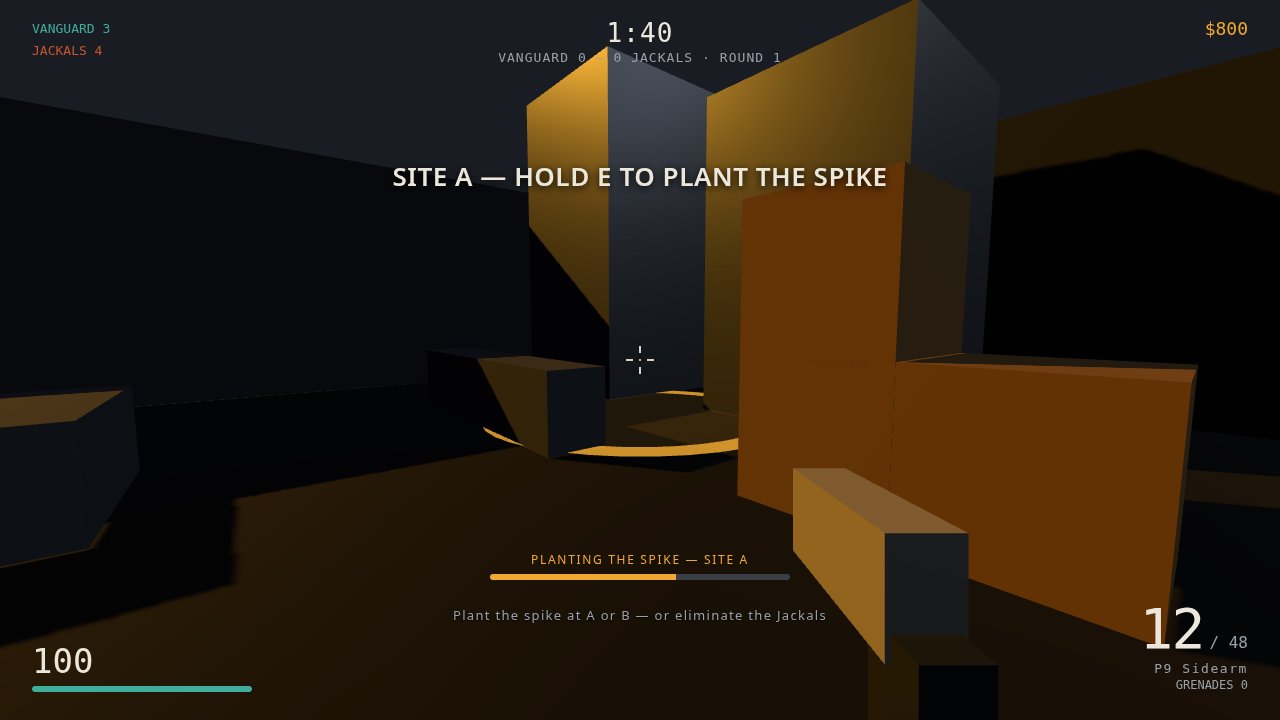 VANGUARD 3
JACKALS 4
1:40
VANGUARD 0 – 0 JACKALS · ROUND 1
$800
SITE A — HOLD E TO PLANT THE SPIKE
PLANTING THE SPIKE — SITE A
Plant the spike at A or B — or eliminate the Jackals
100
12 / 48
P9 Sidearm
GRENADES 0